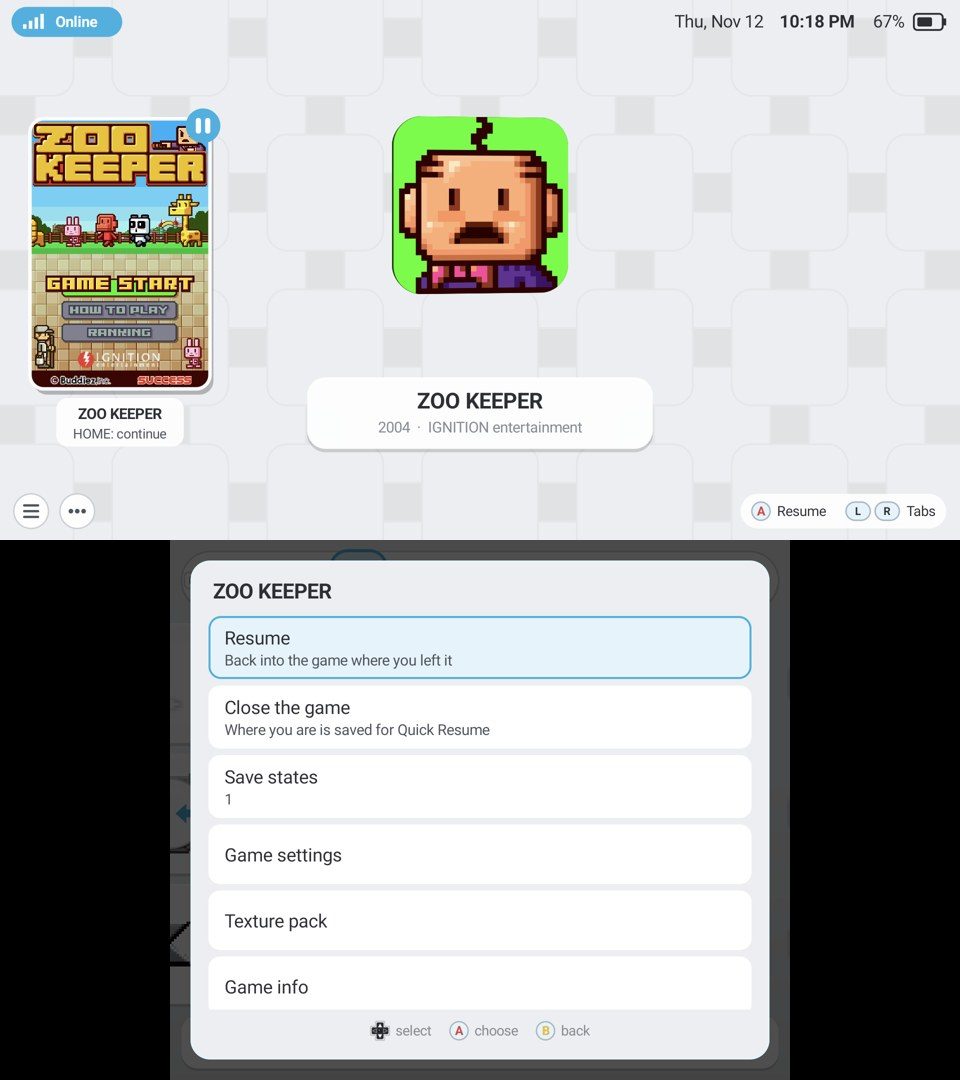 Online
Thu, Nov 12 10:18 PM 67%
ZOO
KEEPER
GAME START
HOW TO PLAY
RANKING
IGNITION
entertainment
© Buddiez,Inc. SUCCESS
ZOO KEEPER
HOME: continue
ZOO KEEPER
2004 · IGNITION entertainment
A Resume L R Tabs
ZOO KEEPER
Resume
Back into the game where you left it
Close the game
Where you are is saved for Quick Resume
Save states
1
Game settings
Texture pack
Game info
select A choose B back